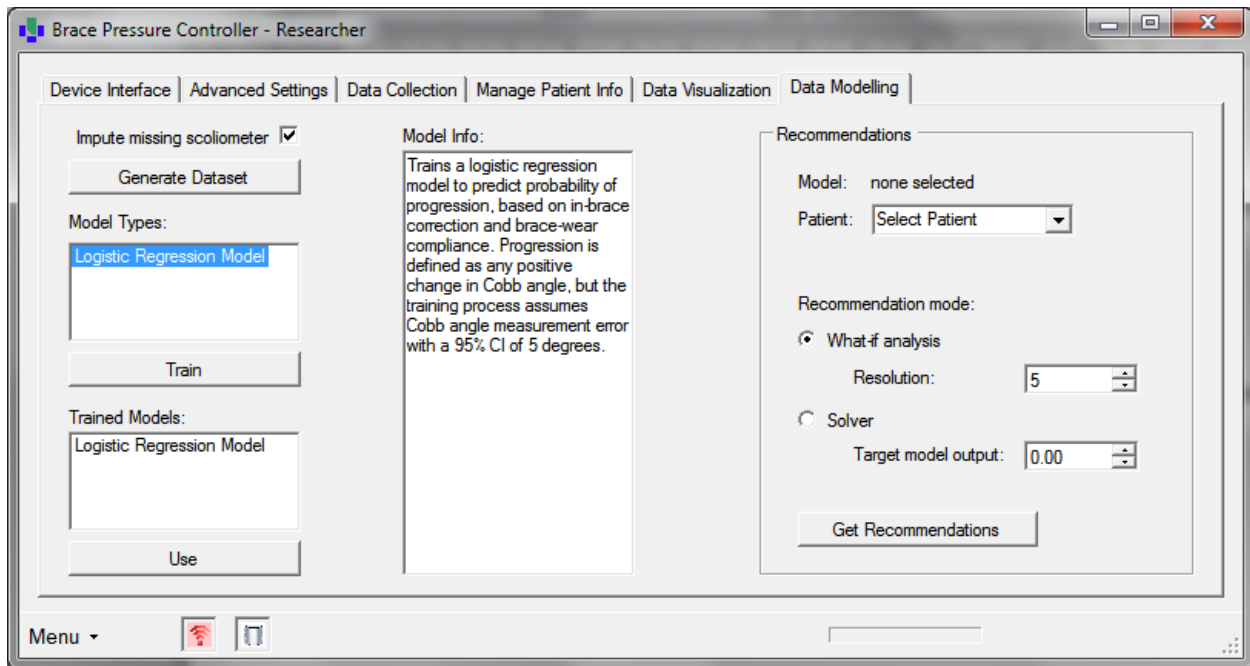 Brace Pressure Controller - Researcher
Device Interface
Advanced Settings
Data Collection
Manage Patient Info
Data Visualization
Data Modelling
Impute missing scoliometer
Generate Dataset
Model Types:
Logistic Regression Model
Train
Trained Models:
Logistic Regression Model
Use
Model Info:
Trains a logistic regression
model to predict probability of
progression, based on in-brace
correction and brace-wear
compliance. Progression is
defined as any positive
change in Cobb angle, but the
training process assumes
Cobb angle measurement error
with a 95% CI of 5 degrees.
Recommendations
Model: none selected
Patient: Select Patient
Recommendation mode:
What-if analysis
Resolution: 5
Solver
Target model output: 0.00
Get Recommendations
Menu